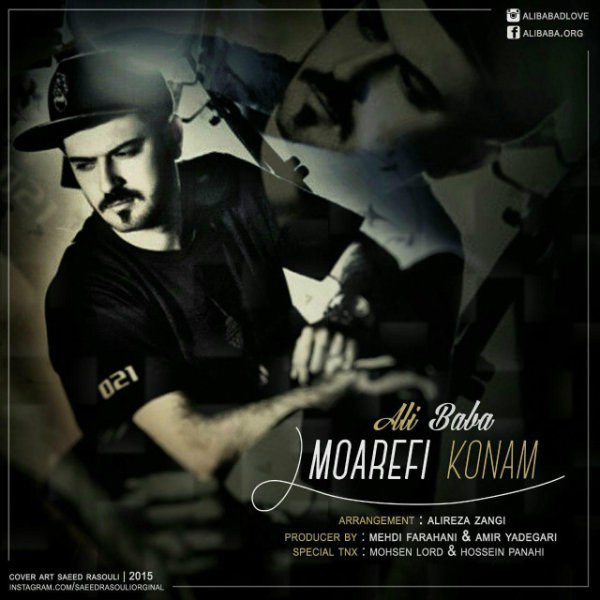 ALIBABADLOVE
ALIBABA.ORG
021
Ali Baba
MOAREFI KONAM
ARRANGEMENT : ALIREZA ZANGI
PRODUCER BY : MEHDI FARAHANI & AMIR YADEGARI
SPECIAL TNX : MOHSEN LORD & HOSSEIN PANAHI
COVER ART SAEED RASOULI | 2015
INSTAGRAM.COM/SAEEDRASOULIORGINAL